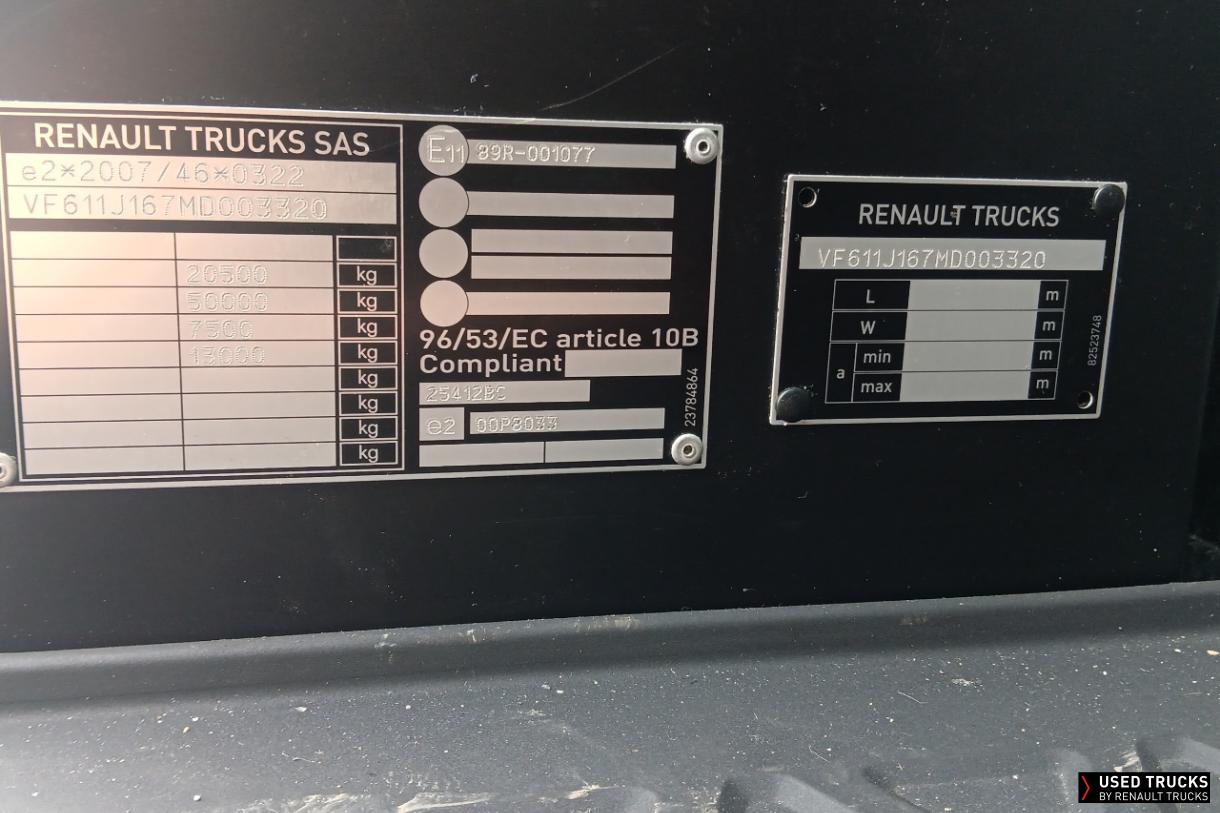 RENAULT TRUCKS SAS
e2*2007/46*0322
VF611J167MD003320
20500 kg
50000 kg
7500 kg
13000 kg
kg
kg
kg
kg
E11 89R-001077
96/53/EC article 10B
Compliant
25412BC
e2 00P8033
23784864
RENAULT TRUCKS
VF611J167MD003320
L m
W m
a min m
max m
82523748
USED TRUCKS
BY RENAULT TRUCKS